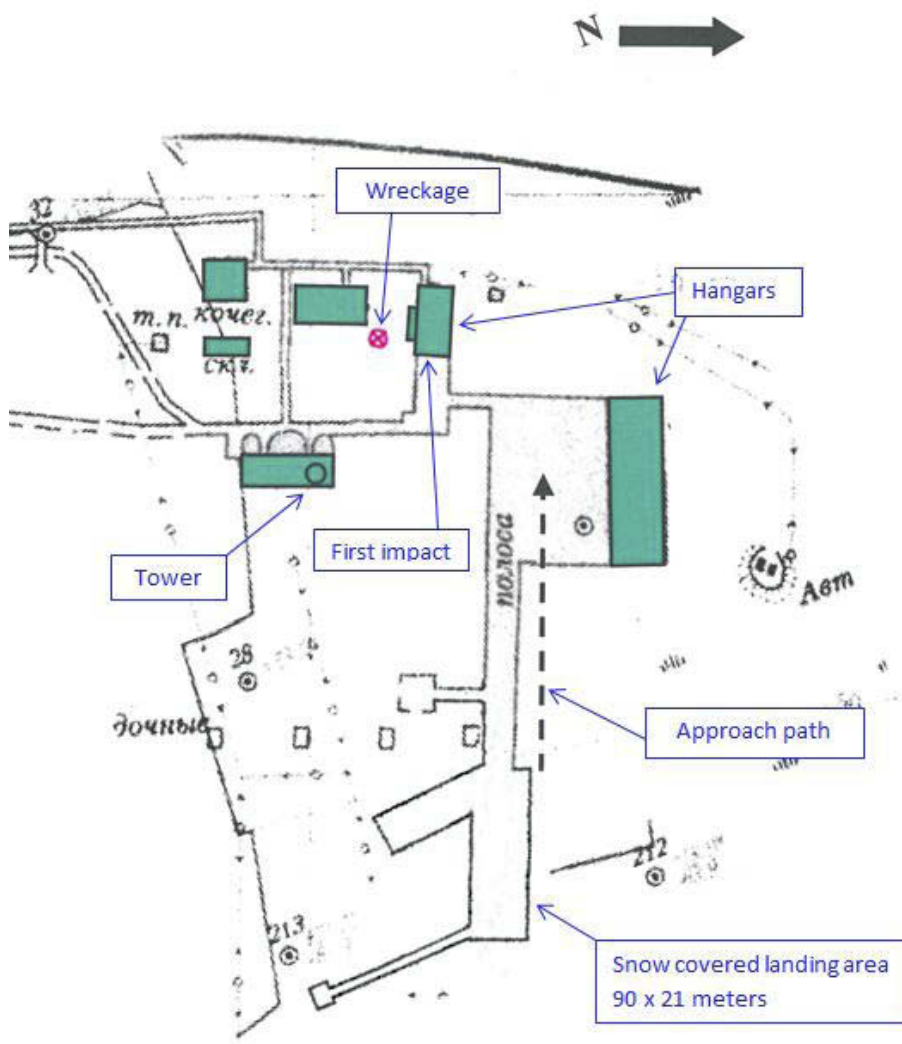 N
Wreckage
32
Hangars
т.п.
кочег.
скл.
First impact
Tower
полоса
Авт
28
дочные
Approach path
212
213
Snow covered landing area
90 x 21 meters